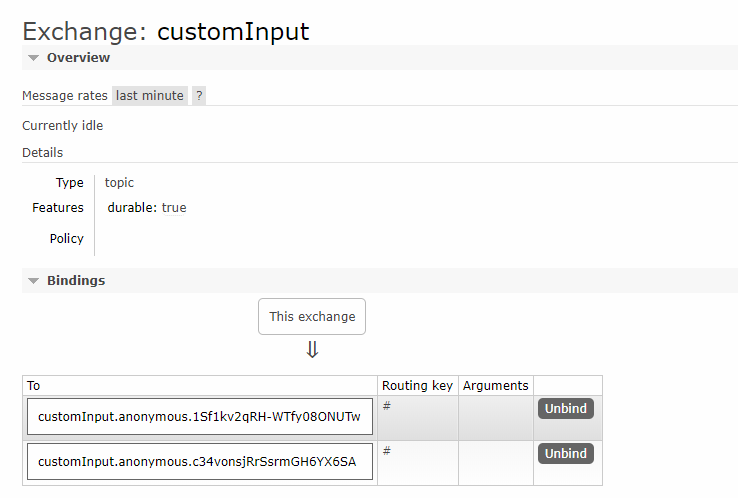 Exchange: customInput
Overview
Message rates last minute ?
Currently idle
Details
Type topic
Features durable: true
Policy
Bindings
This exchange
⇓
To Routing key Arguments
customInput.anonymous.1Sf1kv2qRH-WTfy08ONUTw # Unbind
customInput.anonymous.c34vonsjRrSsrmGH6YX6SA # Unbind